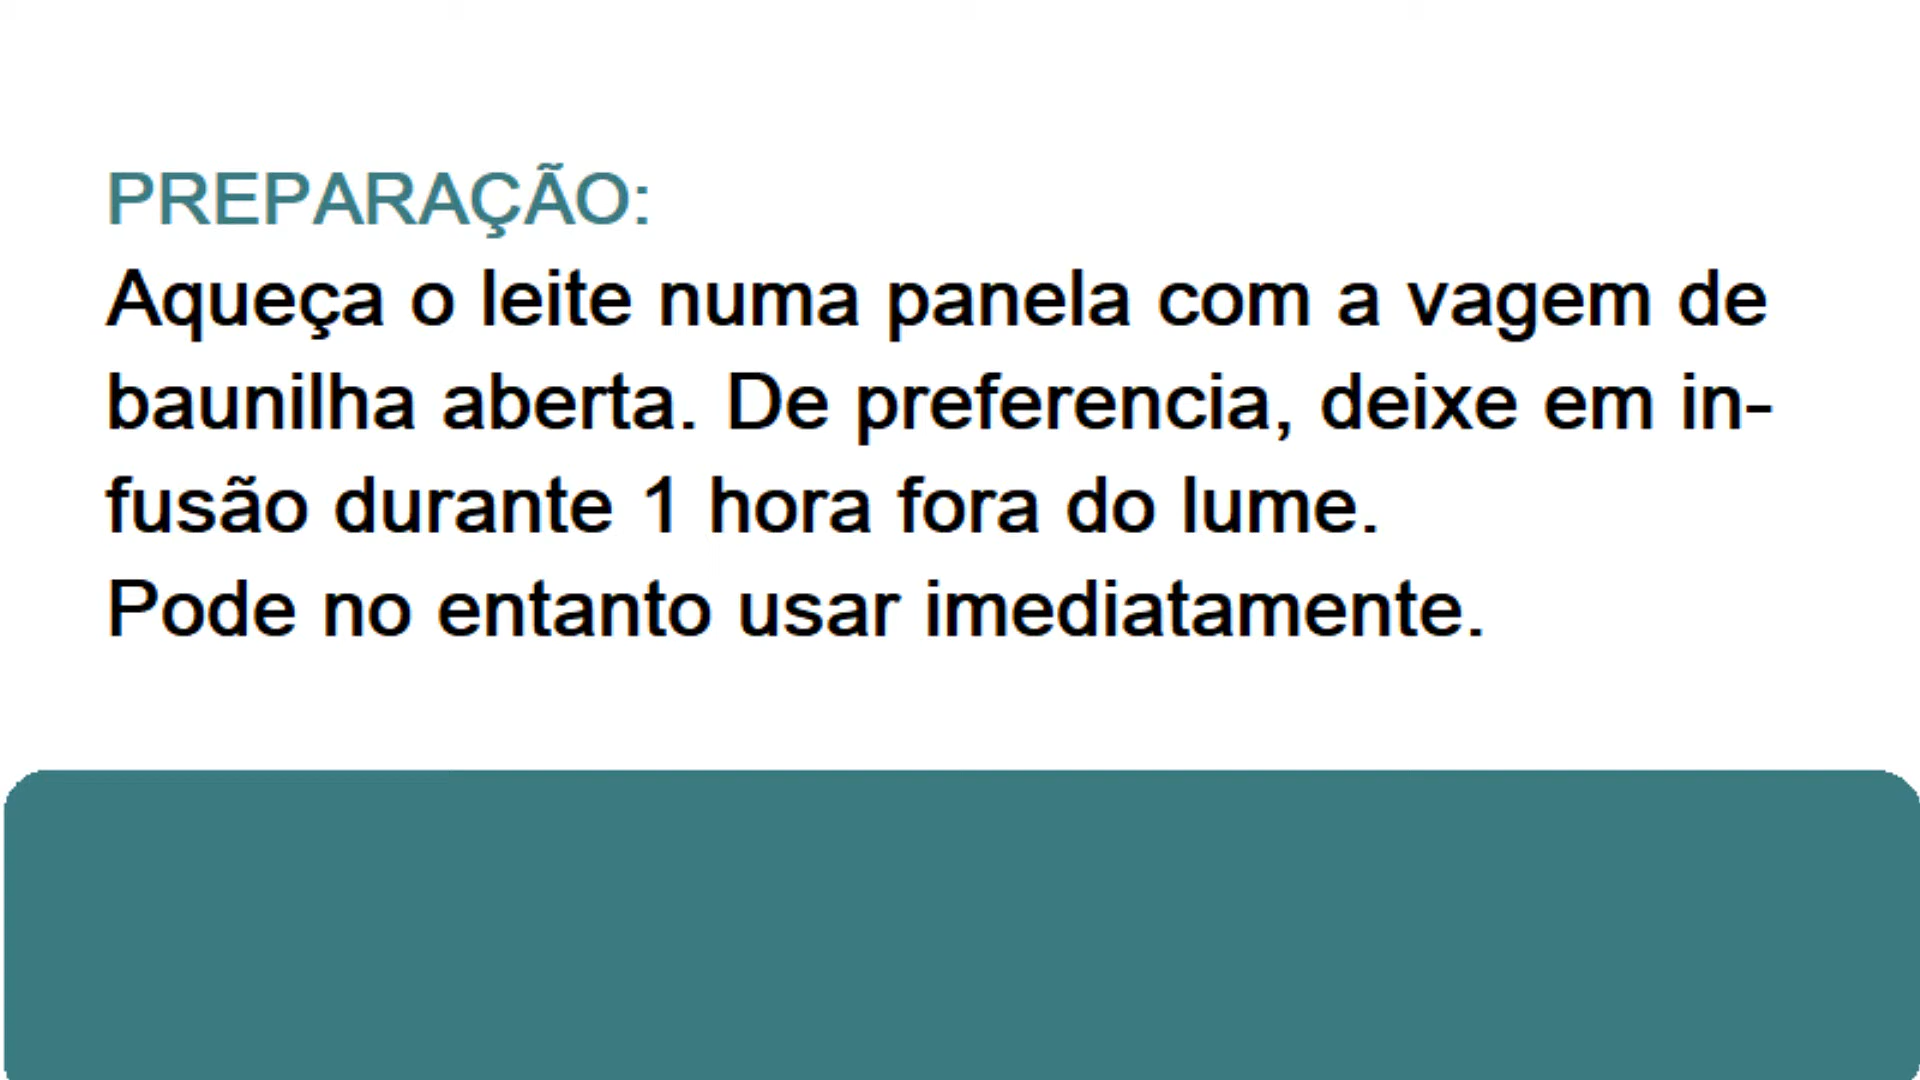 PREPARAÇÃO:
Aqueça o leite numa panela com a vagem de
baunilha aberta. De preferencia, deixe em in-
fusão durante 1 hora fora do lume.
Pode no entanto usar imediatamente.